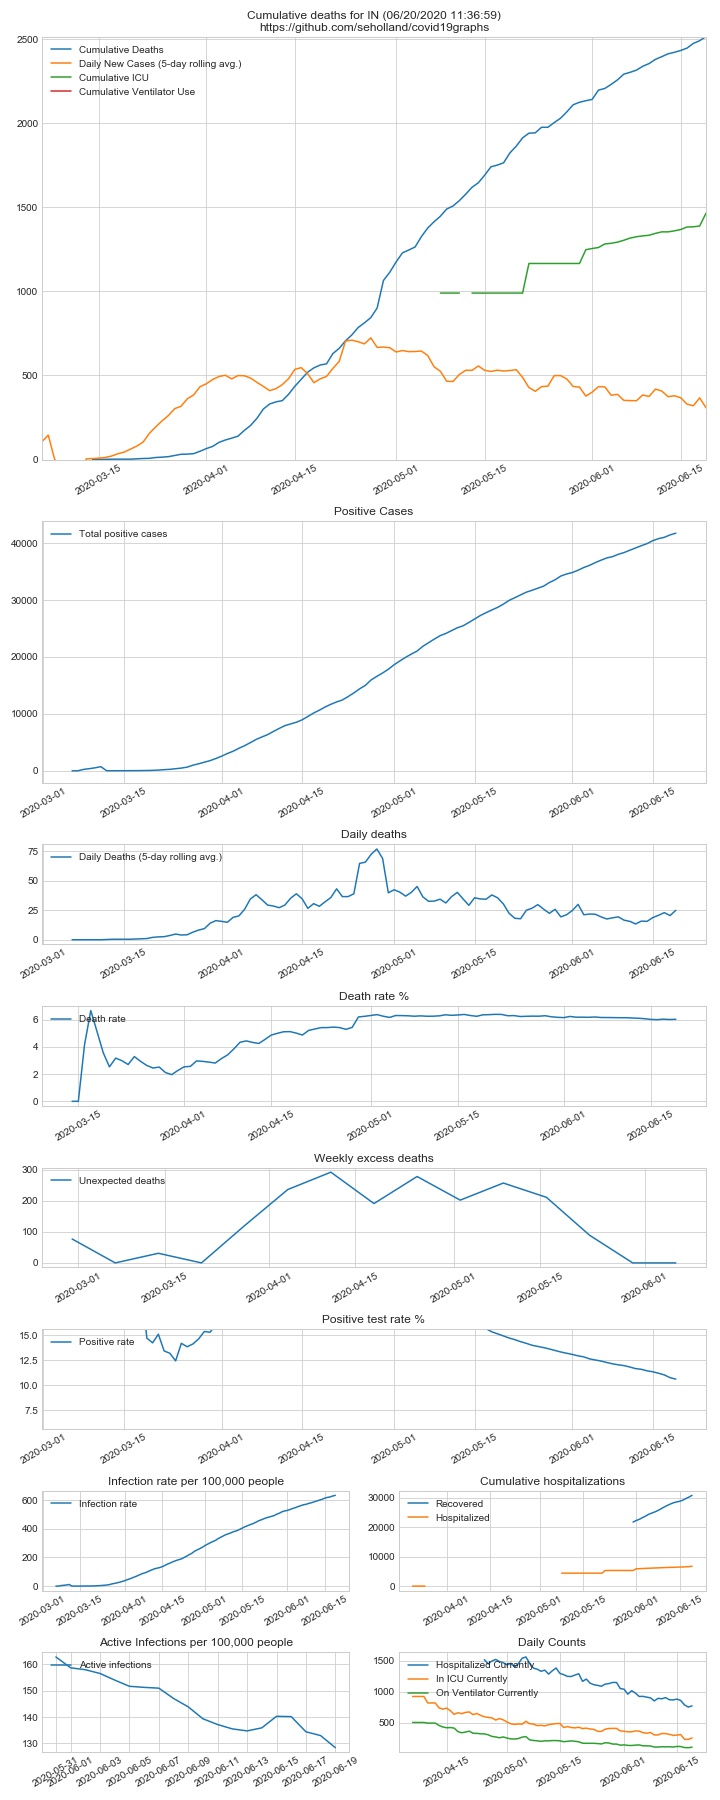 Cumulative deaths for IN (06/20/2020 11:36:59)
https://github.com/seholland/covid19graphs
Cumulative Deaths
Daily New Cases (5-day rolling avg.)
Cumulative ICU
Cumulative Ventilator Use
2500
2000
1500
1000
500
0
2020-03-15 2020-04-01 2020-04-15 2020-05-01 2020-05-15 2020-06-01 2020-06-15
Positive Cases
Total positive cases
40000
30000
20000
10000
0
2020-03-01 2020-03-15 2020-04-01 2020-04-15 2020-05-01 2020-05-15 2020-06-01 2020-06-15
Daily deaths
Daily Deaths (5-day rolling avg.)
75
50
25
0
2020-03-01 2020-03-15 2020-04-01 2020-04-15 2020-05-01 2020-05-15 2020-06-01 2020-06-15
Death rate %
Death rate
6
4
2
0
2020-03-15 2020-04-01 2020-04-15 2020-05-01 2020-05-15 2020-06-01 2020-06-15
Weekly excess deaths
Unexpected deaths
300
200
100
0
2020-03-01 2020-03-15 2020-04-01 2020-04-15 2020-05-01 2020-05-15 2020-06-01
Positive test rate %
Positive rate
15.0
12.5
10.0
7.5
2020-03-01 2020-03-15 2020-04-01 2020-04-15 2020-05-01 2020-05-15 2020-06-01 2020-06-15
Infection rate per 100,000 people
Infection rate
600
400
200
0
2020-03-01 2020-03-15 2020-04-01 2020-04-15 2020-05-01 2020-05-15 2020-06-01 2020-06-15
Cumulative hospitalizations
Recovered
Hospitalized
30000
20000
10000
0
2020-04-01 2020-04-15 2020-05-01 2020-05-15 2020-06-01 2020-06-15
Active Infections per 100,000 people
Active infections
160
150
140
130
2020-05-31 2020-06-01 2020-06-03 2020-06-05 2020-06-07 2020-06-09 2020-06-11 2020-06-13 2020-06-15 2020-06-17 2020-06-19
Daily Counts
Hospitalized Currently
In ICU Currently
On Ventilator Currently
1500
1000
500
2020-04-15 2020-05-01 2020-05-15 2020-06-01 2020-06-15